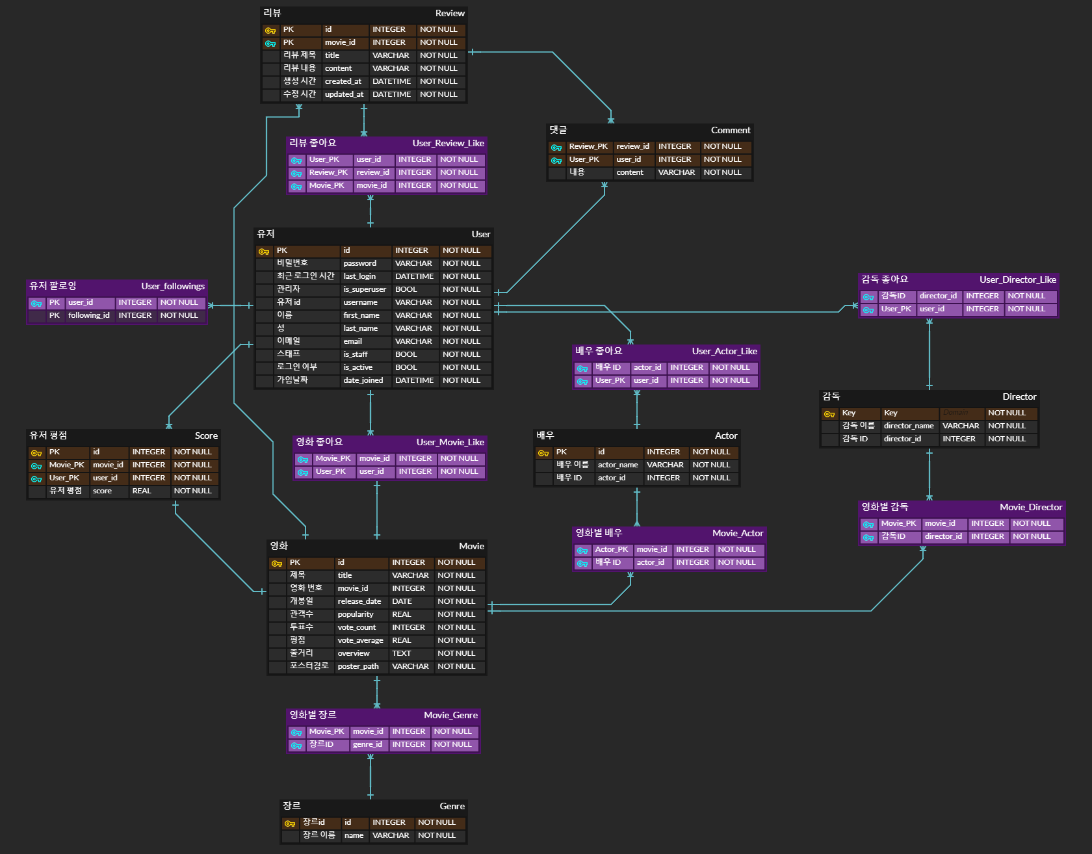 리뷰 Review
PK id INTEGER NOT NULL
PK movie_id INTEGER NOT NULL
리뷰 제목 title VARCHAR NOT NULL
리뷰 내용 content VARCHAR NOT NULL
생성 시간 created_at DATETIME NOT NULL
수정 시간 updated_at DATETIME NOT NULL
댓글 Comment
Review_PK review_id INTEGER NOT NULL
User_PK user_id INTEGER NOT NULL
내용 content VARCHAR NOT NULL
리뷰 좋아요 User_Review_Like
User_PK user_id INTEGER NOT NULL
Review_PK review_id INTEGER NOT NULL
Movie_PK movie_id INTEGER NOT NULL
유저 User
PK id INTEGER NOT NULL
비밀번호 password VARCHAR NOT NULL
최근 로그인 시간 last_login DATETIME NOT NULL
관리자 is_superuser BOOL NOT NULL
유저 id username VARCHAR NOT NULL
이름 first_name VARCHAR NOT NULL
성 last_name VARCHAR NOT NULL
이메일 email VARCHAR NOT NULL
스태프 is_staff BOOL NOT NULL
로그인 여부 is_active BOOL NOT NULL
가입날짜 date_joined DATETIME NOT NULL
유저 팔로잉 User_followings
PK user_id INTEGER NOT NULL
PK following_id INTEGER NOT NULL
감독 좋아요 User_Director_Like
감독ID director_id INTEGER NOT NULL
User_PK user_id INTEGER NOT NULL
배우 좋아요 User_Actor_Like
배우 ID actor_id INTEGER NOT NULL
User_PK user_id INTEGER NOT NULL
감독 Director
Key Key Domain NOT NULL
감독 이름 director_name VARCHAR NOT NULL
감독 ID director_id INTEGER NOT NULL
유저 평점 Score
PK id INTEGER NOT NULL
Movie_PK movie_id INTEGER NOT NULL
User_PK user_id INTEGER NOT NULL
유저 평점 score REAL NOT NULL
영화 좋아요 User_Movie_Like
Movie_PK movie_id INTEGER NOT NULL
User_PK user_id INTEGER NOT NULL
배우 Actor
PK id INTEGER NOT NULL
배우 이름 actor_name VARCHAR NOT NULL
배우 ID actor_id INTEGER NOT NULL
영화별 감독 Movie_Director
Movie_PK movie_id INTEGER NOT NULL
감독ID director_id INTEGER NOT NULL
영화별 배우 Movie_Actor
Actor_PK movie_id INTEGER NOT NULL
배우 ID actor_id INTEGER NOT NULL
영화 Movie
PK id INTEGER NOT NULL
제목 title VARCHAR NOT NULL
영화 번호 movie_id INTEGER NOT NULL
개봉일 release_date DATE NOT NULL
관객수 popularity REAL NOT NULL
투표수 vote_count INTEGER NOT NULL
평점 vote_average REAL NOT NULL
줄거리 overview TEXT NOT NULL
포스터경로 poster_path VARCHAR NOT NULL
영화별 장르 Movie_Genre
Movie_PK movie_id INTEGER NOT NULL
장르ID genre_id INTEGER NOT NULL
장르 Genre
장르id id INTEGER NOT NULL
장르 이름 name VARCHAR NOT NULL